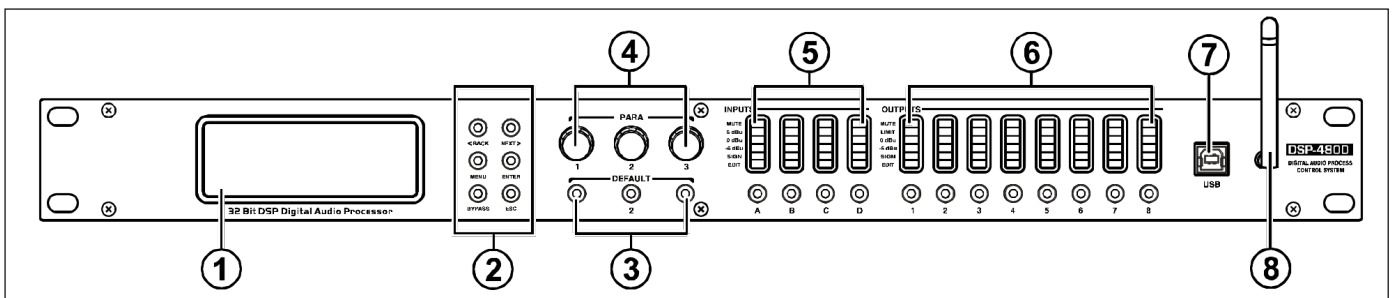 4
5
6
7
INPUTS
OUTPUTS
PARA
MUTE
5 dBu
0 dBu
-5 dBu
SIGN
EDIT
MUTE
LIMIT
0 dBu
-5 dBu
SIGN
EDIT
<BACK NEXT>
MENU ENTER
BYPASS ESC
1 2 3
DEFAULT
2
A B C D
1 2 3 4 5 6 7 8
USB
DSP-4800
DIGITAL AUDIO PROCESS
CONTROL SYSTEM
32 Bit DSP Digital Audio Processor
1
2
3
8